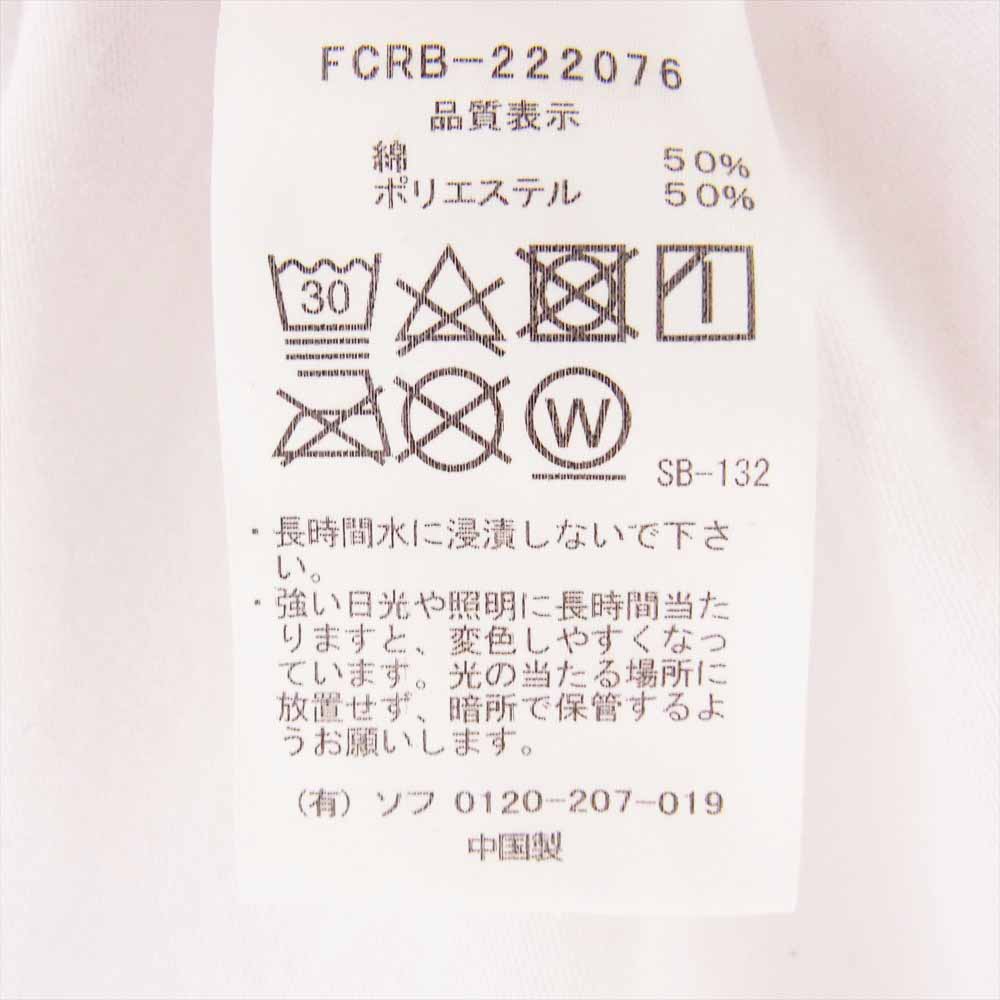 FCRB-222076
品質表示
綿 50%
ポリエステル 50%
30
W
SB-132
・長時間水に浸漬しないで下さ
い。
・強い日光や照明に長時間当た
りますと、変色しやすくなっ
ています。光の当たる場所に
放置せず、暗所で保管するよ
うお願いします。
(有) ソフ 0120-207-019
中国製